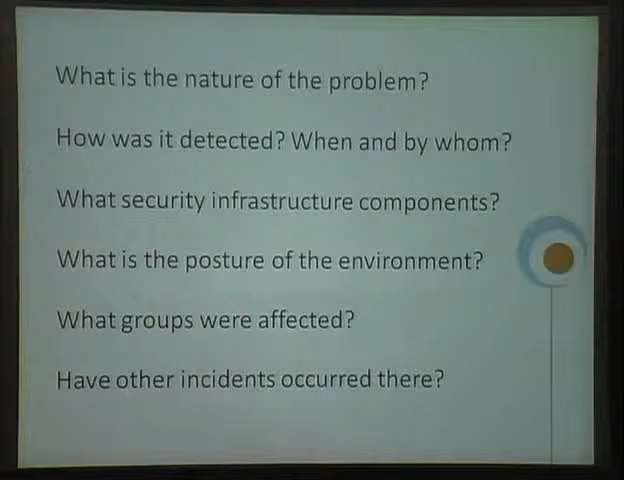 What is the nature of the problem?
How was it detected? When and by whom?
What security infrastructure components?
What is the posture of the environment?
What groups were affected?
Have other incidents occurred there?